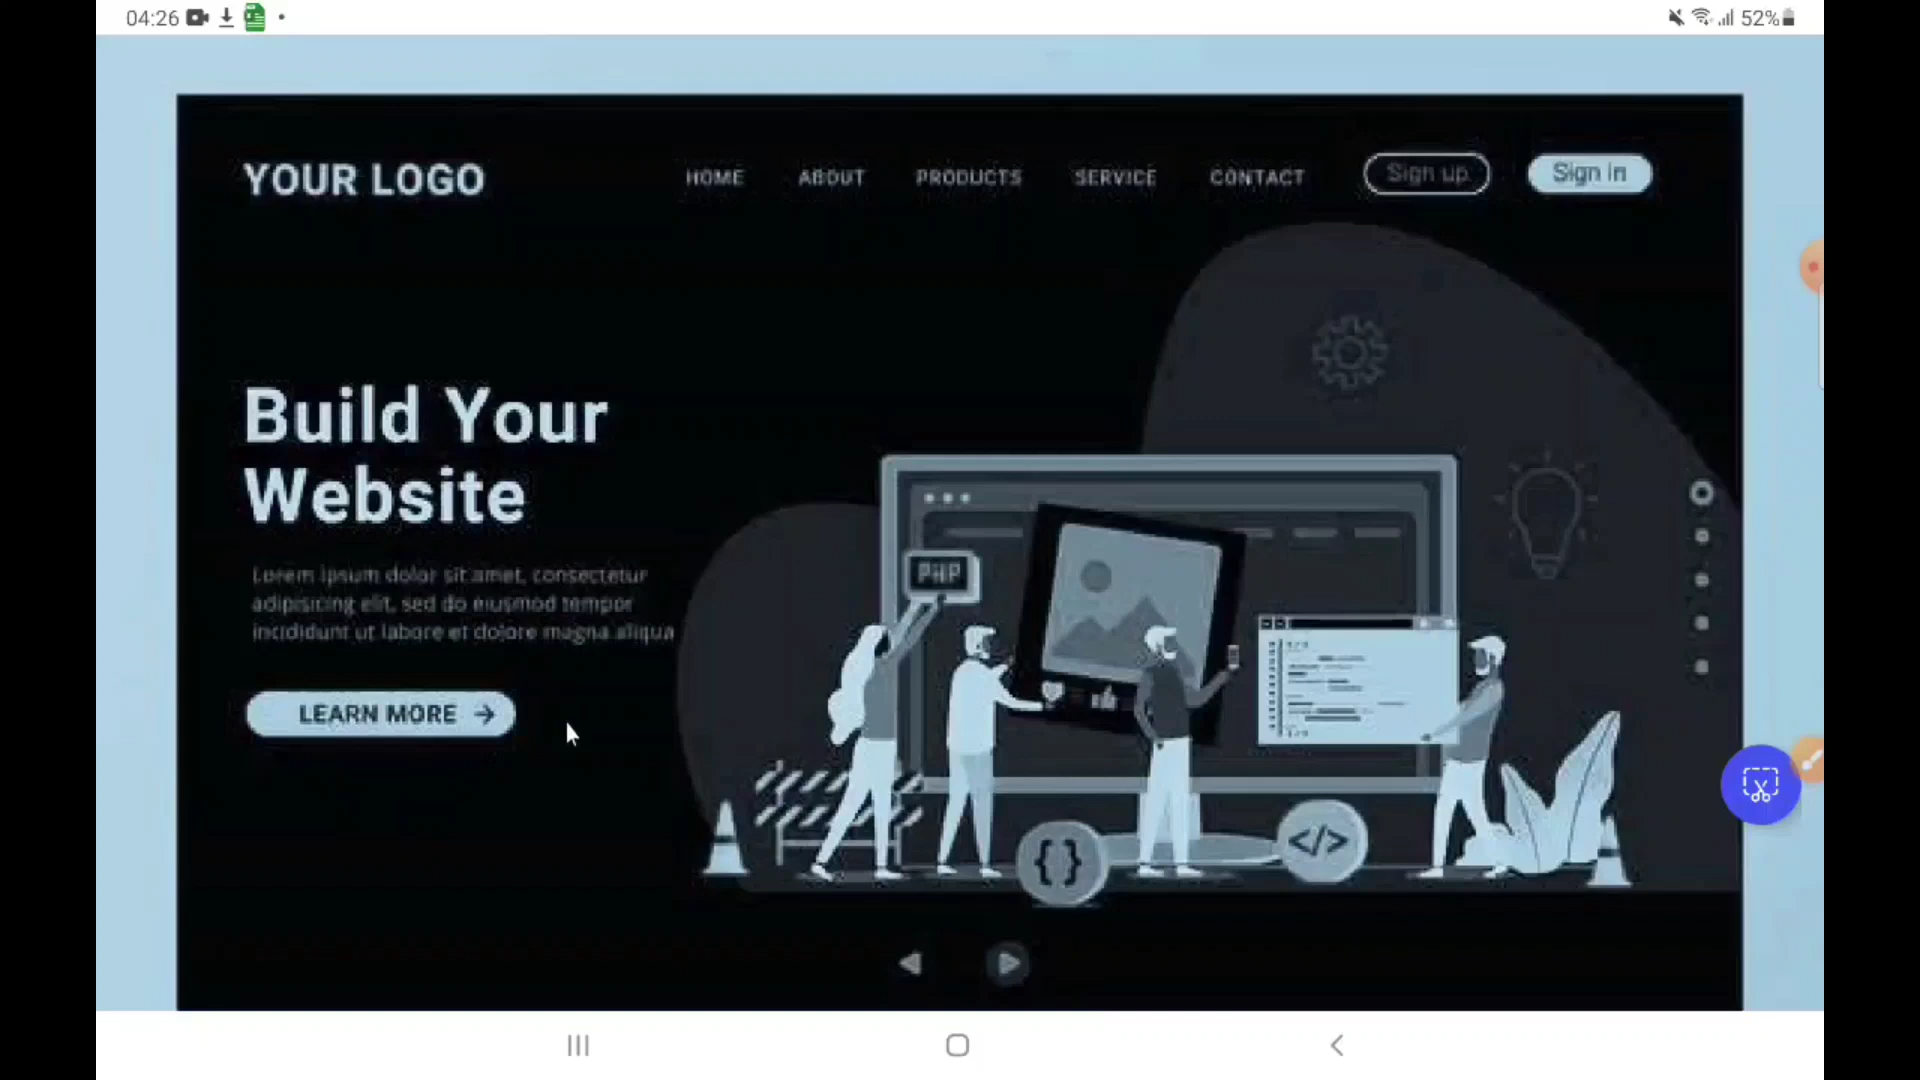 04:26
52%
YOUR LOGO
HOME ABOUT PRODUCTS SERVICE CONTACT Sign up Sign in
Build Your
Website
Lorem ipsum dolor sit amet, consectetur
adipisicing elit, sed do eiusmod tempor
incididunt ut labore et dolore magna aliqua
LEARN MORE →
PHP
{ }
</>